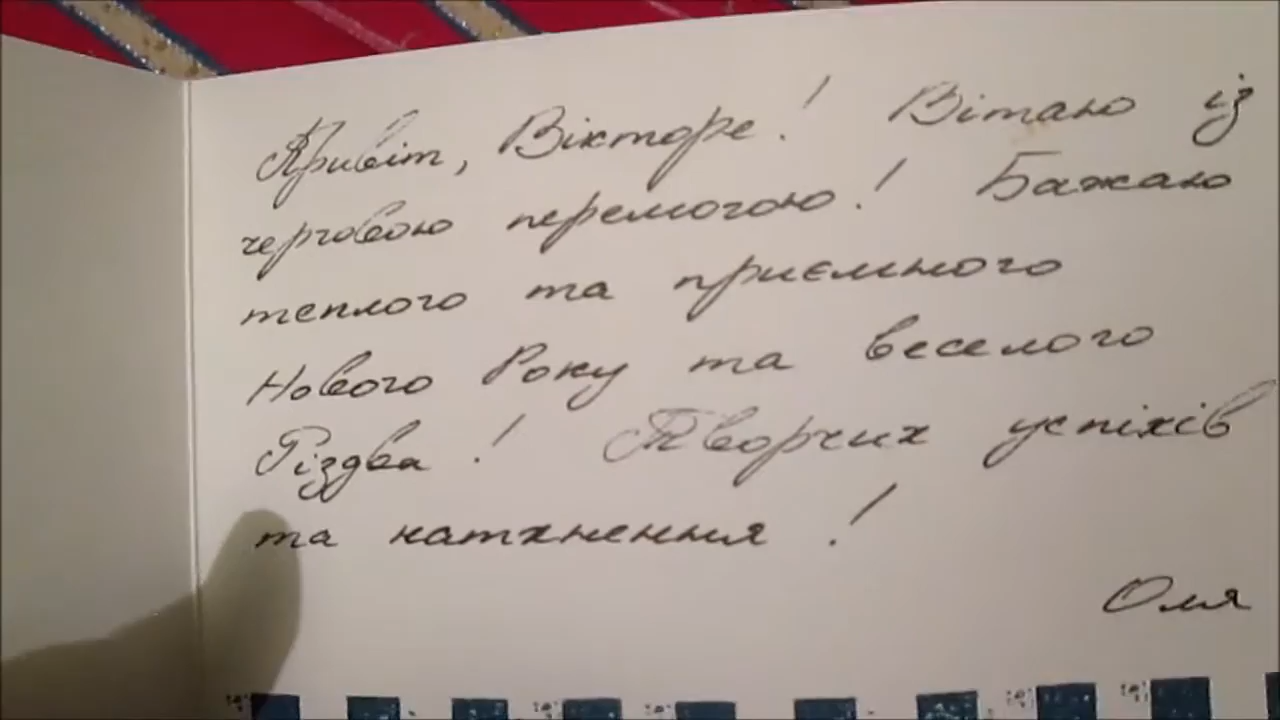 Привіт, Вікторе! Вітаю із
черговою перемогою! Бажаю
теплого та приємного
Нового Року та веселого
Різдва! Творчих успіхів
та натхнення!
Оля